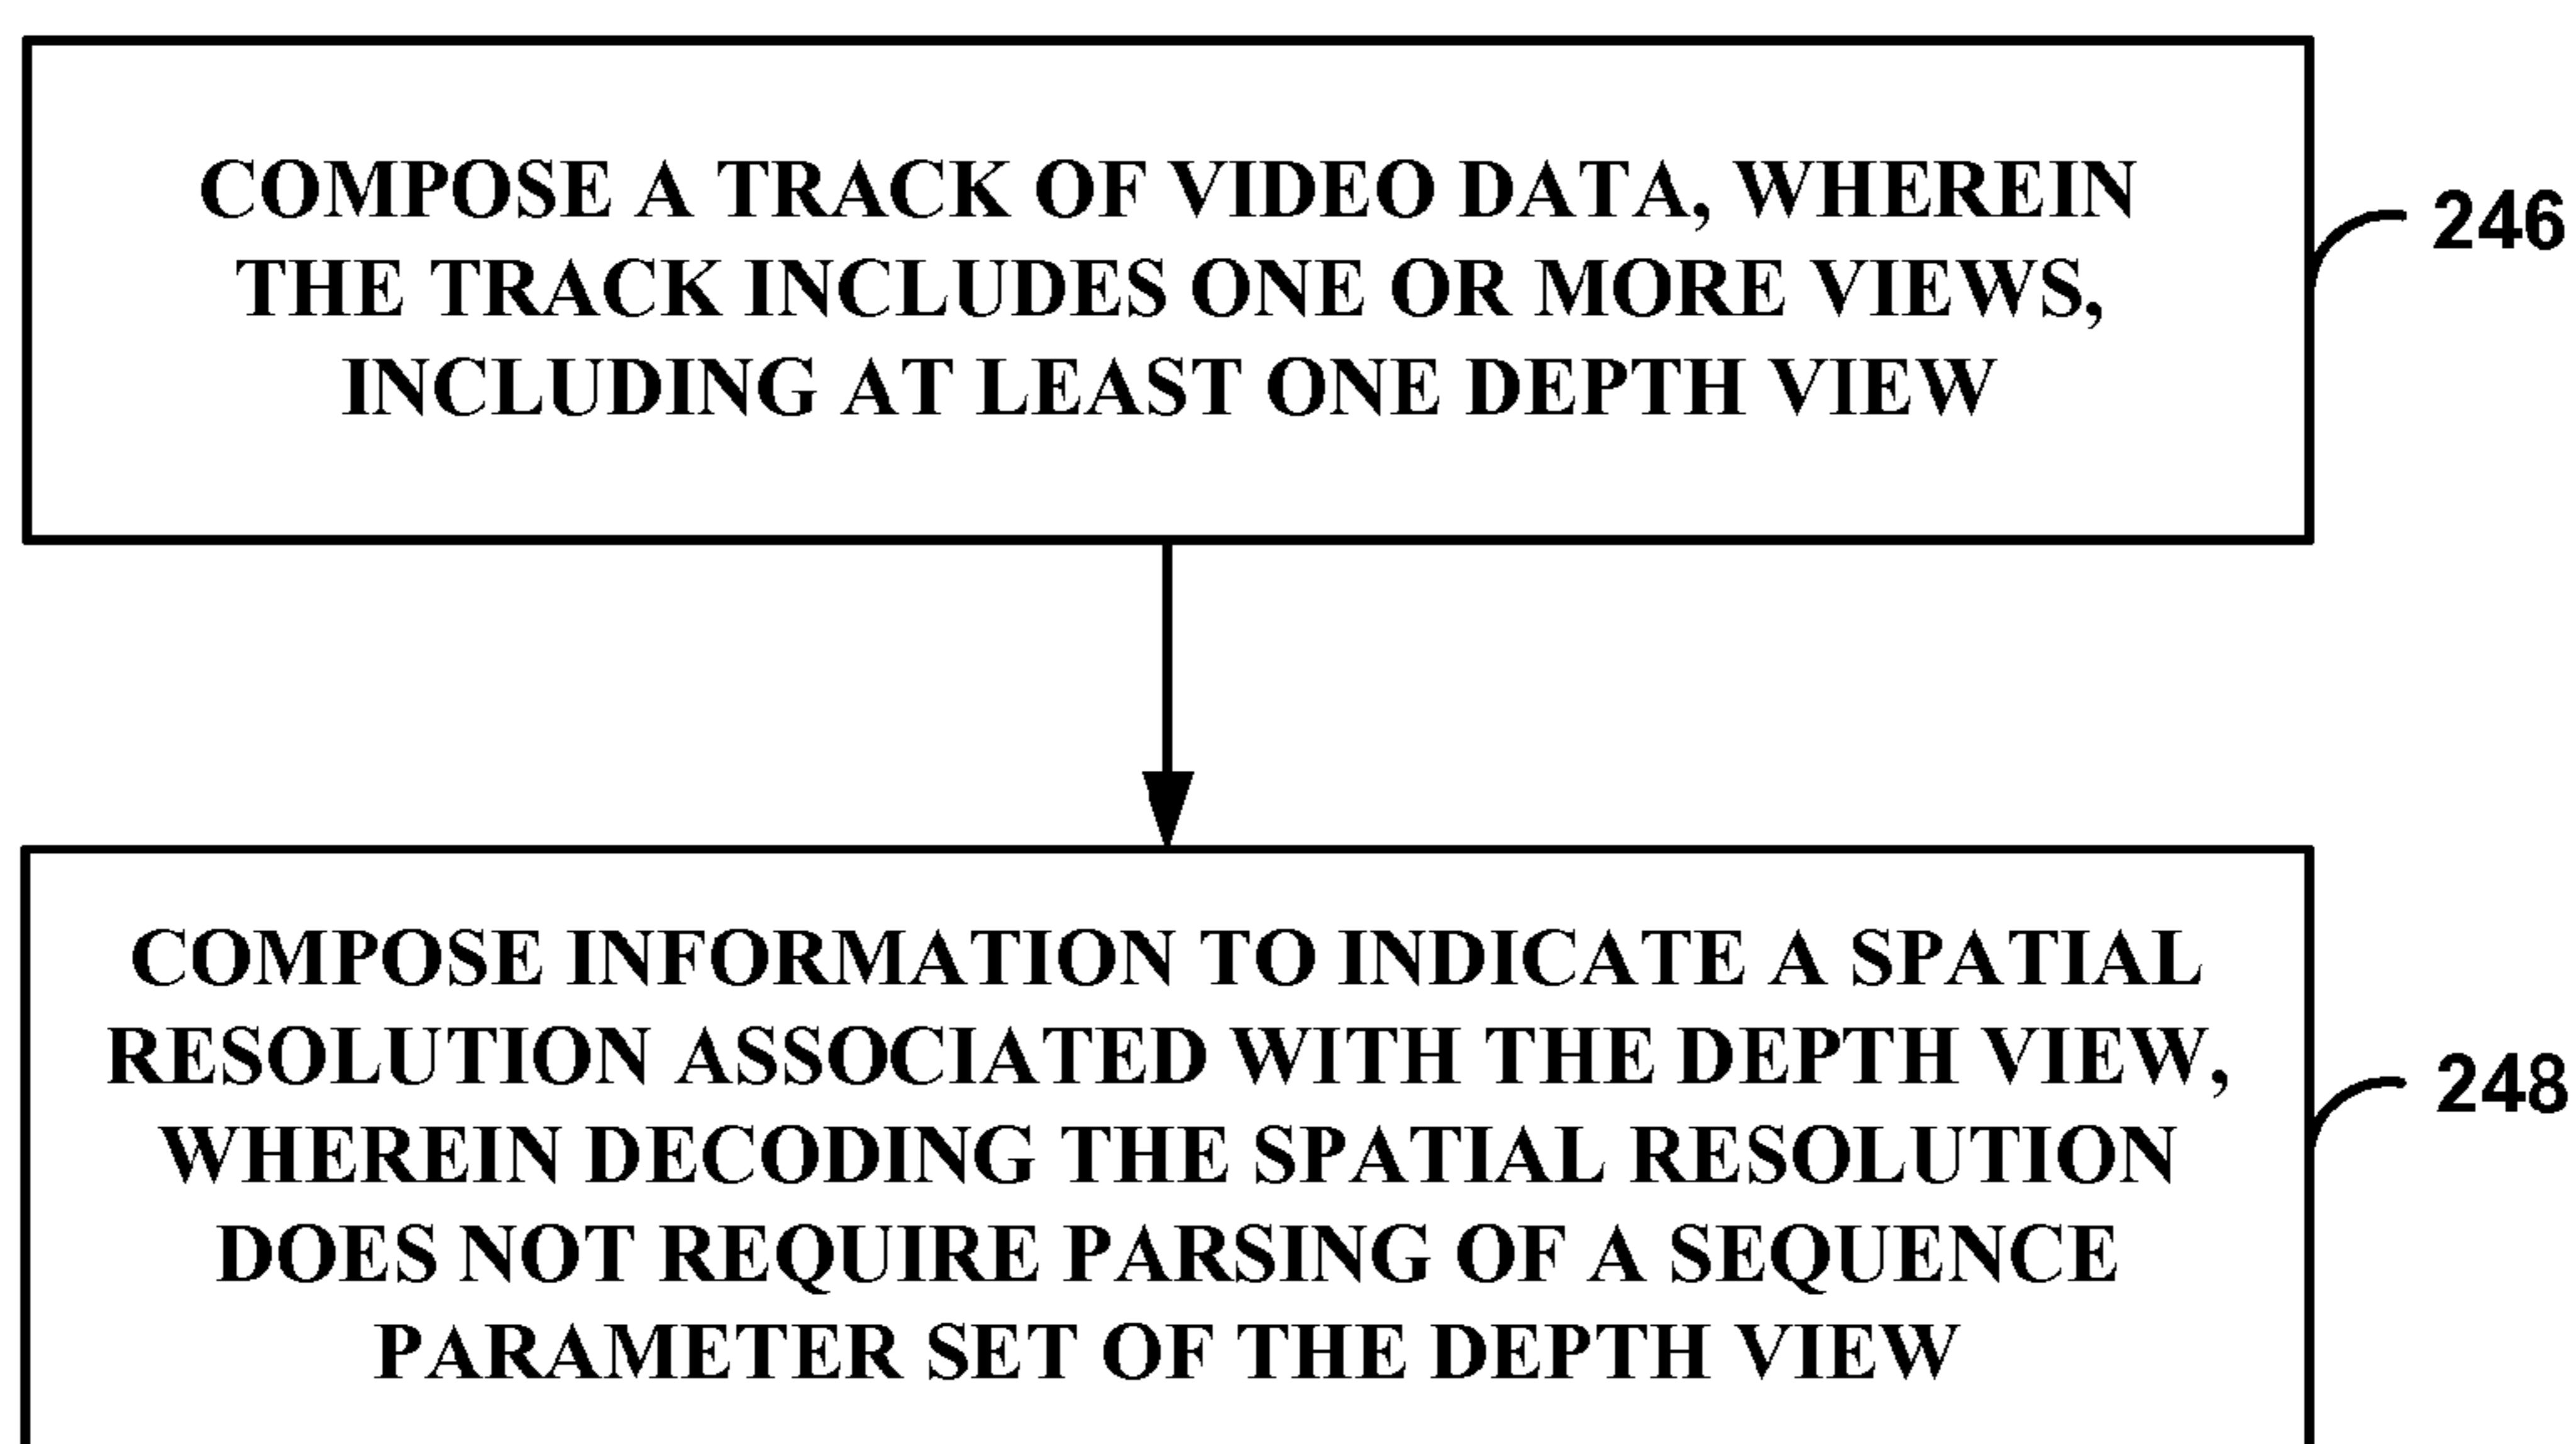 COMPOSE A TRACK OF VIDEO DATA, WHEREIN
THE TRACK INCLUDES ONE OR MORE VIEWS,
INCLUDING AT LEAST ONE DEPTH VIEW
246
COMPOSE INFORMATION TO INDICATE A SPATIAL
RESOLUTION ASSOCIATED WITH THE DEPTH VIEW,
WHEREIN DECODING THE SPATIAL RESOLUTION
DOES NOT REQUIRE PARSING OF A SEQUENCE
PARAMETER SET OF THE DEPTH VIEW
248